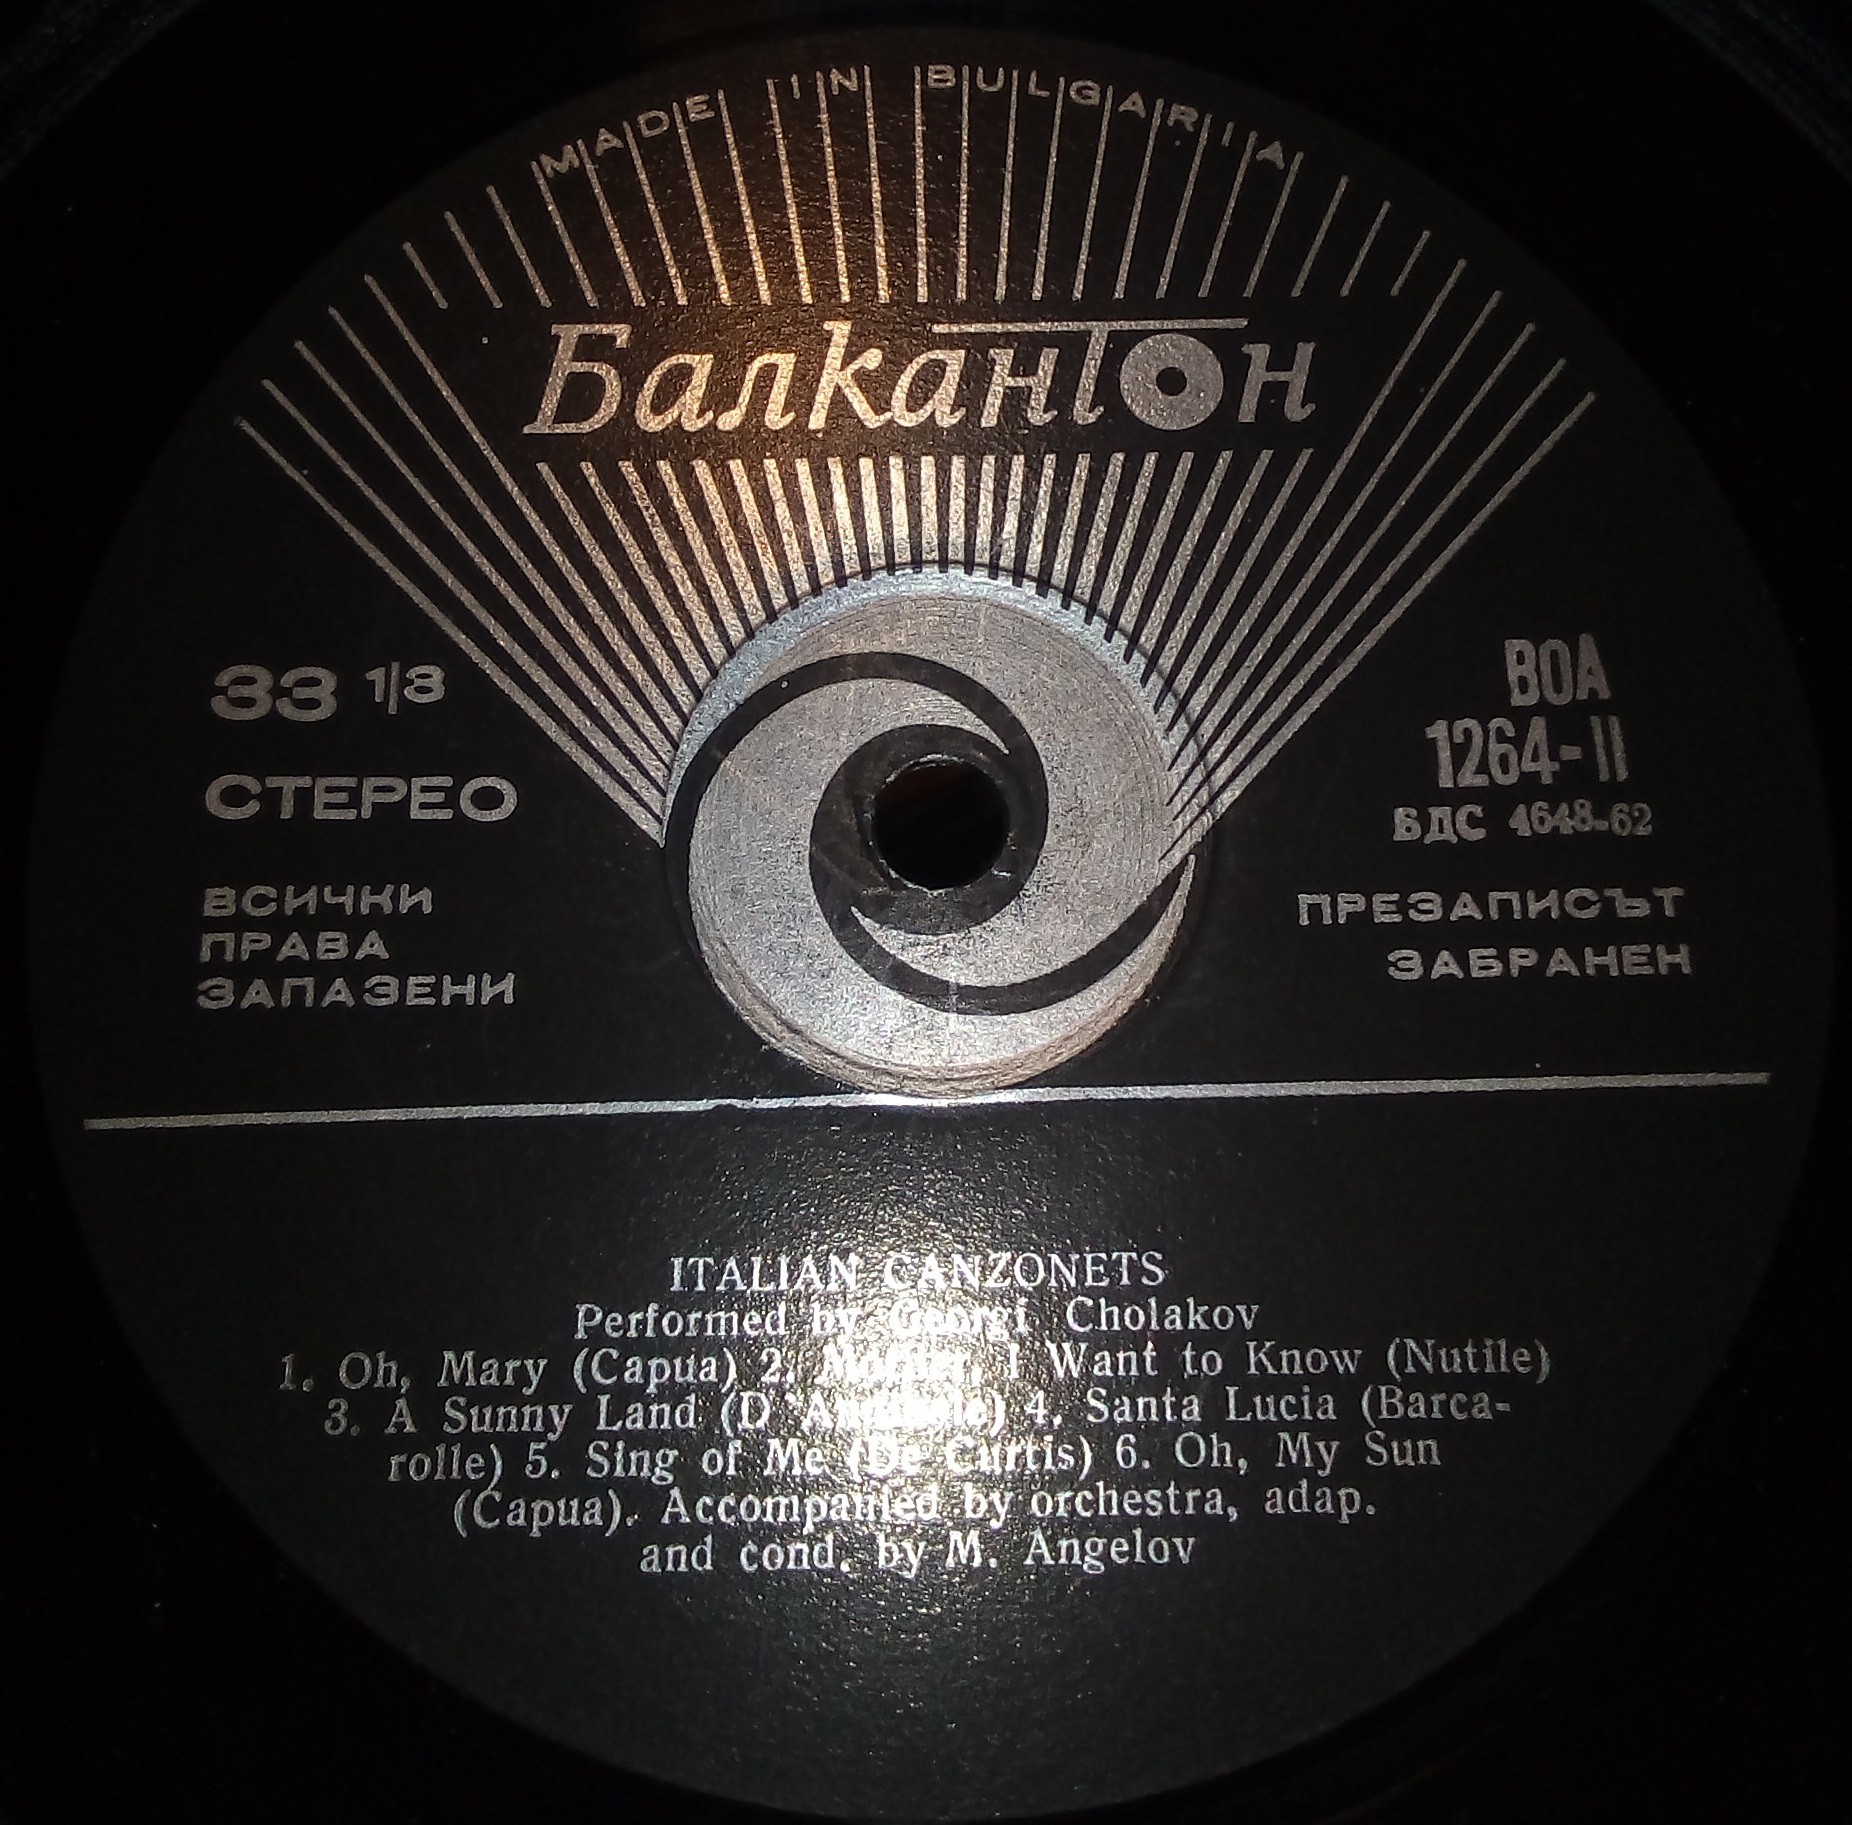 MADE IN BULGARIA
Балкантон
33 1/3
СТЕРЕО
ВСИЧКИ
ПРАВА
ЗАПАЗЕНИ
ВОА
1264-II
БДС 4648-62
ПРЕЗАПИСЪТ
ЗАБРАНЕН
ITALIAN CANZONETS
Performed by Georgi Cholakov
1. Oh, Mary (Capua) 2. I Want to Know (Nutile)
3. A Sunny Land (D 4. Santa Lucia (Barca-
rolle) 5. Sing of Me (De Curtis) 6. Oh, My Sun
(Capua). Accompanied by orchestra, adap.
and cond. by M. Angelov